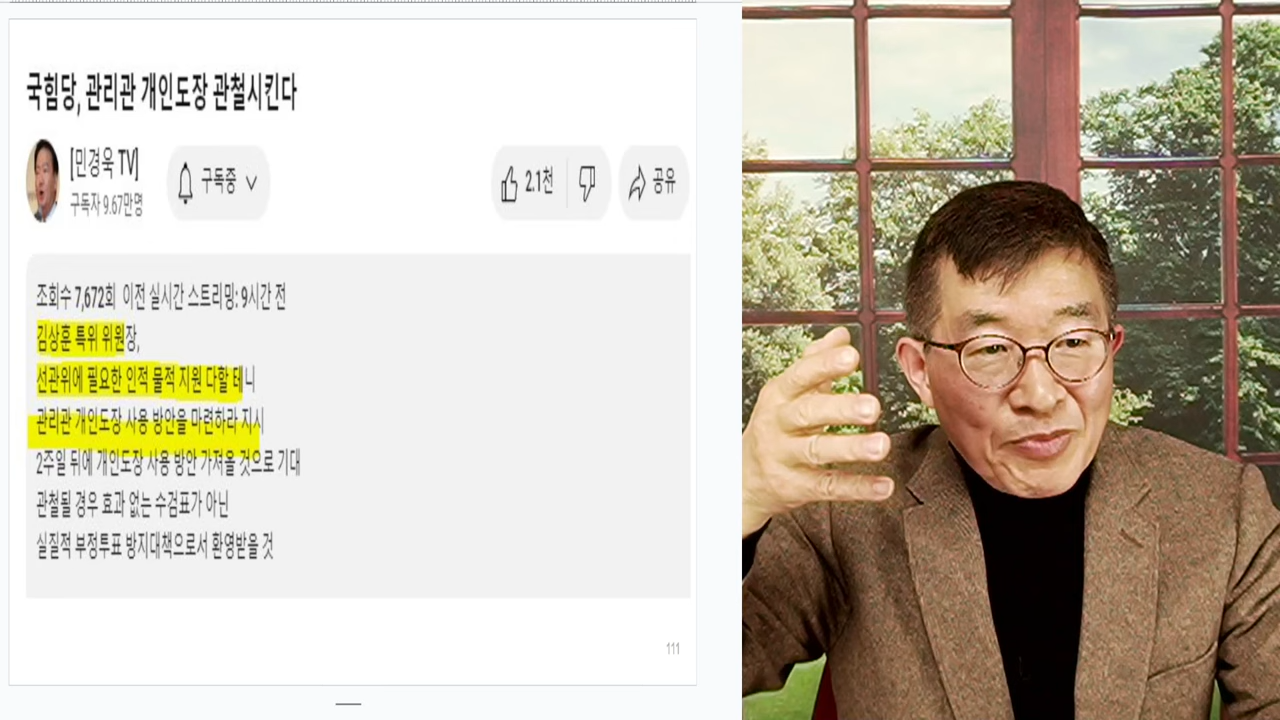 국힘당, 관리관 개인도장 관철시킨다
[민경욱 TV]
구독자 9.67만명
구독중
2.1천
공유
조회수 7,672회 이전 실시간 스트리밍: 9시간 전
김상훈 특위 위원장,
선관위에 필요한 인적 물적 지원 다할 테니
관리관 개인도장 사용 방안을 마련하라 지시
2주일 뒤에 개인도장 사용 방안 가져올 것으로 기대
관철될 경우 효과 없는 수검표가 아닌
실질적 부정투표 방지대책으로서 환영받을 것
111